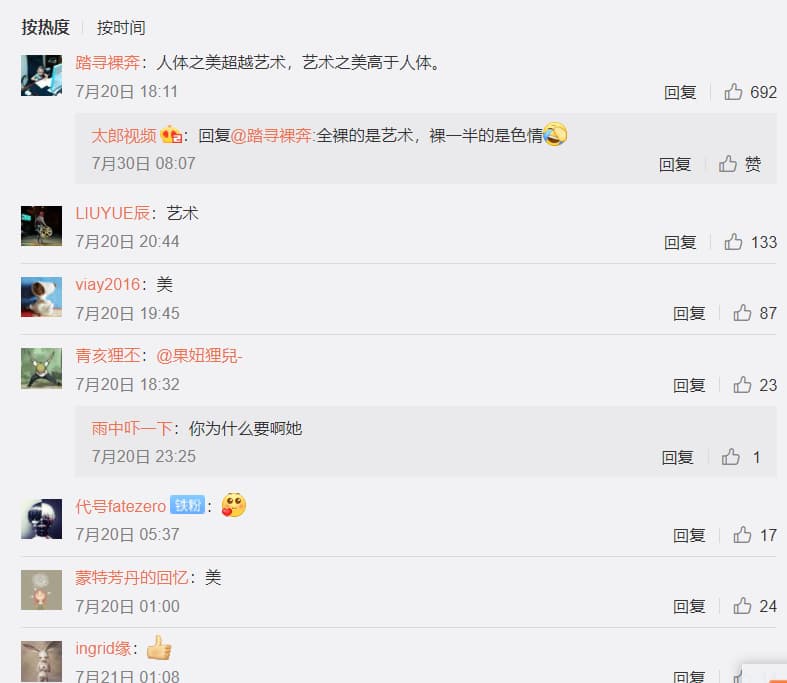 按热度 按时间
踏寻裸奔：人体之美超越艺术，艺术之美高于人体。
7月20日 18:11 回复 692
太郎视频：回复@踏寻裸奔:全裸的是艺术，裸一半的是色情
7月30日 08:07 回复 赞
LIUYUE辰：艺术
7月20日 20:44 回复 133
viay2016：美
7月20日 19:45 回复 87
青亥狸丕：@果妞狸兒-
7月20日 18:32 回复 23
雨中吓一下：你为什么要啊她
7月20日 23:25 回复 1
代号fatezero 铁粉：
7月20日 05:37 回复 17
蒙特芳丹的回忆：美
7月20日 01:00 回复 24
ingrid缘：
7月21日 01:08 回复